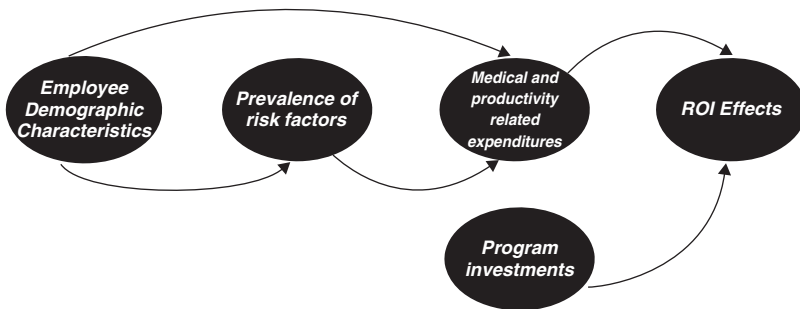 Employee
Demographic
Characteristics
Prevalence of
risk factors
Medical and
productivity
related
expenditures
ROI Effects
Program
investments